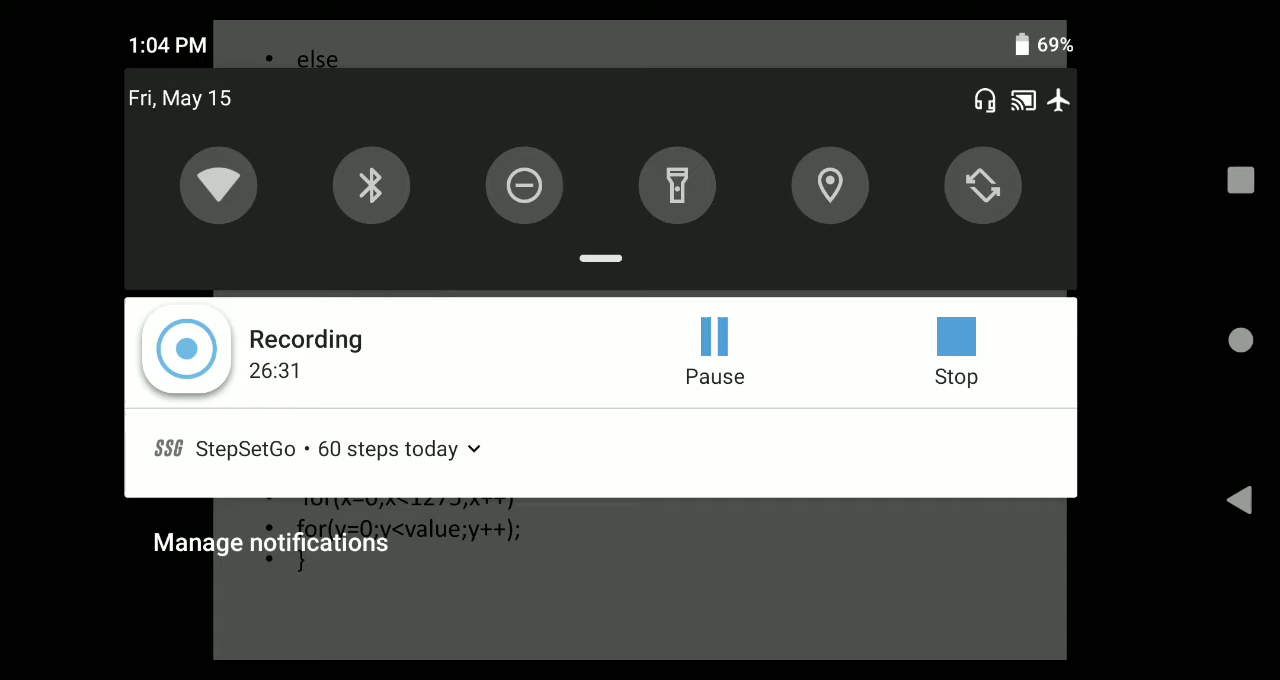 1:04 PM
69%
• else
Fri, May 15
Recording
26:31
Pause
Stop
SSG StepSetGo • 60 steps today
• for(x=0;x<1275;x++)
• for(y=0;y<value;y++);
Manage notifications
• }